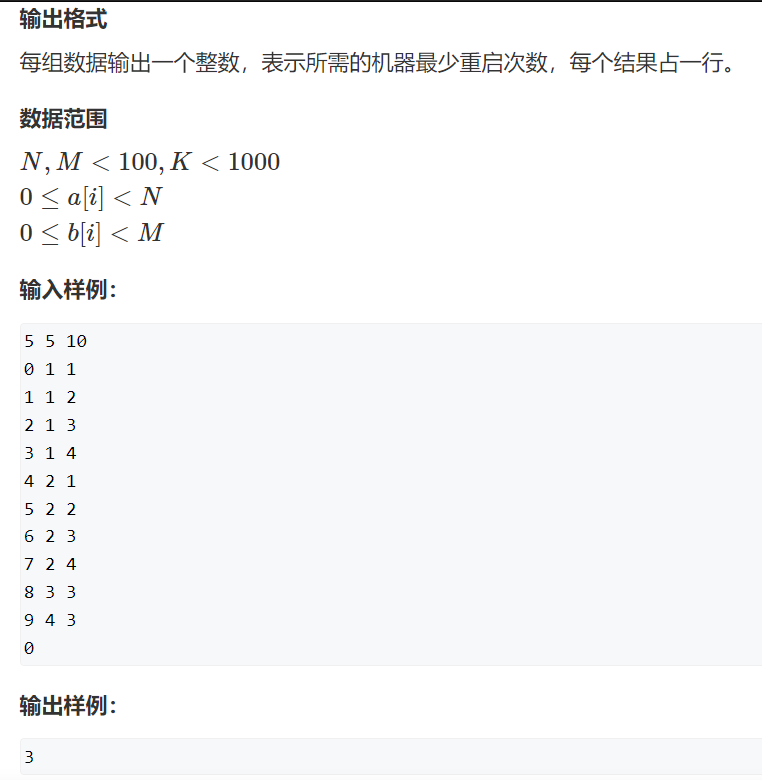 输出格式
每组数据输出一个整数，表示所需的机器最少重启次数，每个结果占一行。
数据范围
N, M < 100, K < 1000
0 ≤ a[i] < N
0 ≤ b[i] < M
输入样例：
5 5 10
0 1 1
1 1 2
2 1 3
3 1 4
4 2 1
5 2 2
6 2 3
7 2 4
8 3 3
9 4 3
0
输出样例：
3